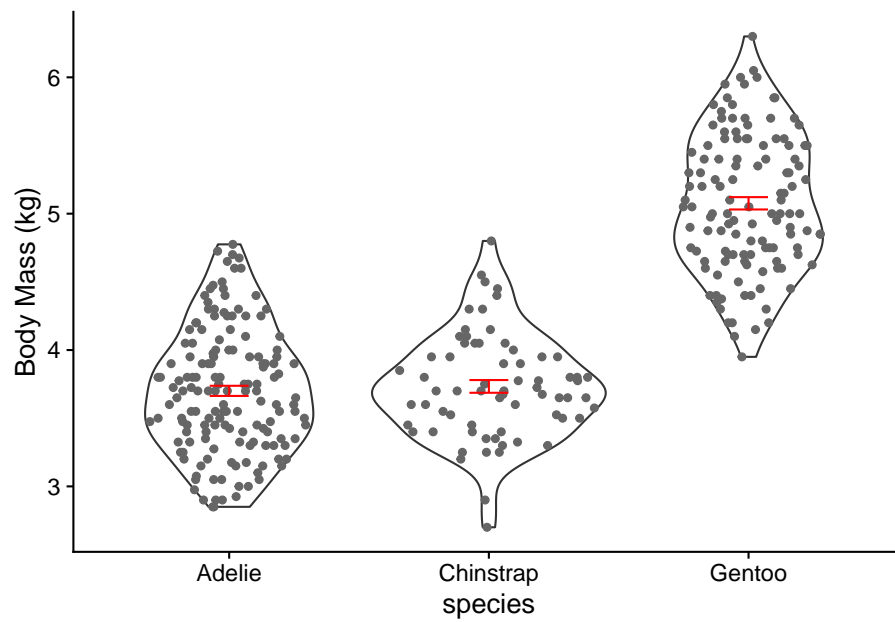 Body Mass (kg)
6
5
4
3
Adelie
Chinstrap
Gentoo
species